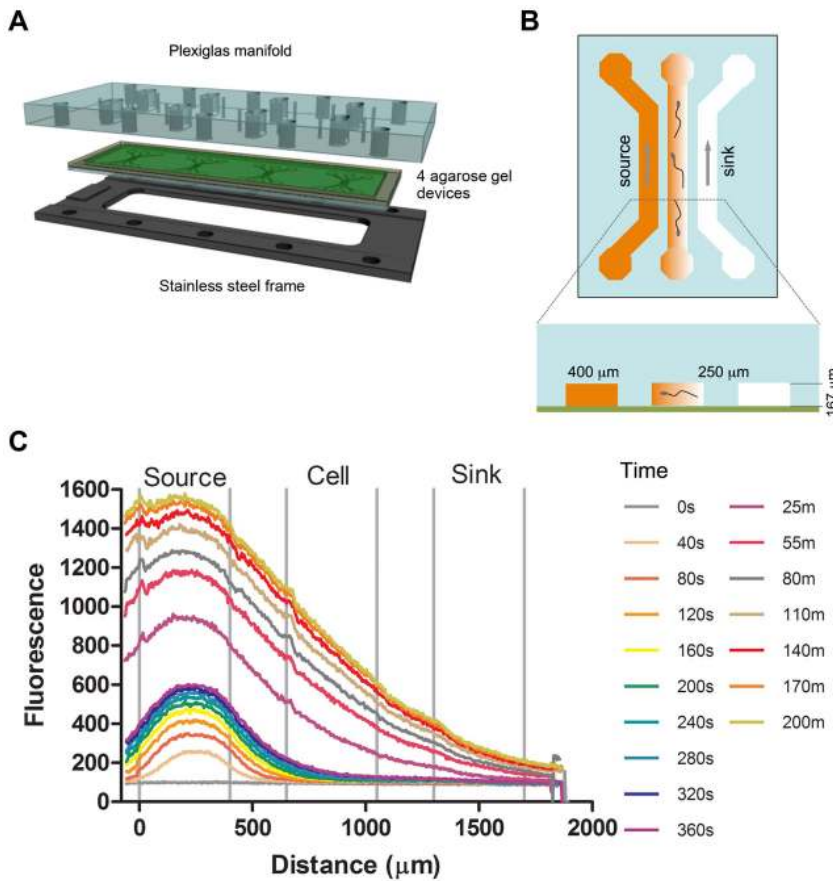 A
Plexiglas manifold
4 agarose gel
devices
Stainless steel frame
B
source
sink
400 μm
250 μm
167 μm
C
Source
Cell
Sink
Fluorescence
1600
1400
1200
1000
800
600
400
200
0
0
500
1000
1500
2000
Distance (μm)
Time
0s
40s
80s
120s
160s
200s
240s
280s
320s
360s
25m
55m
80m
110m
140m
170m
200m